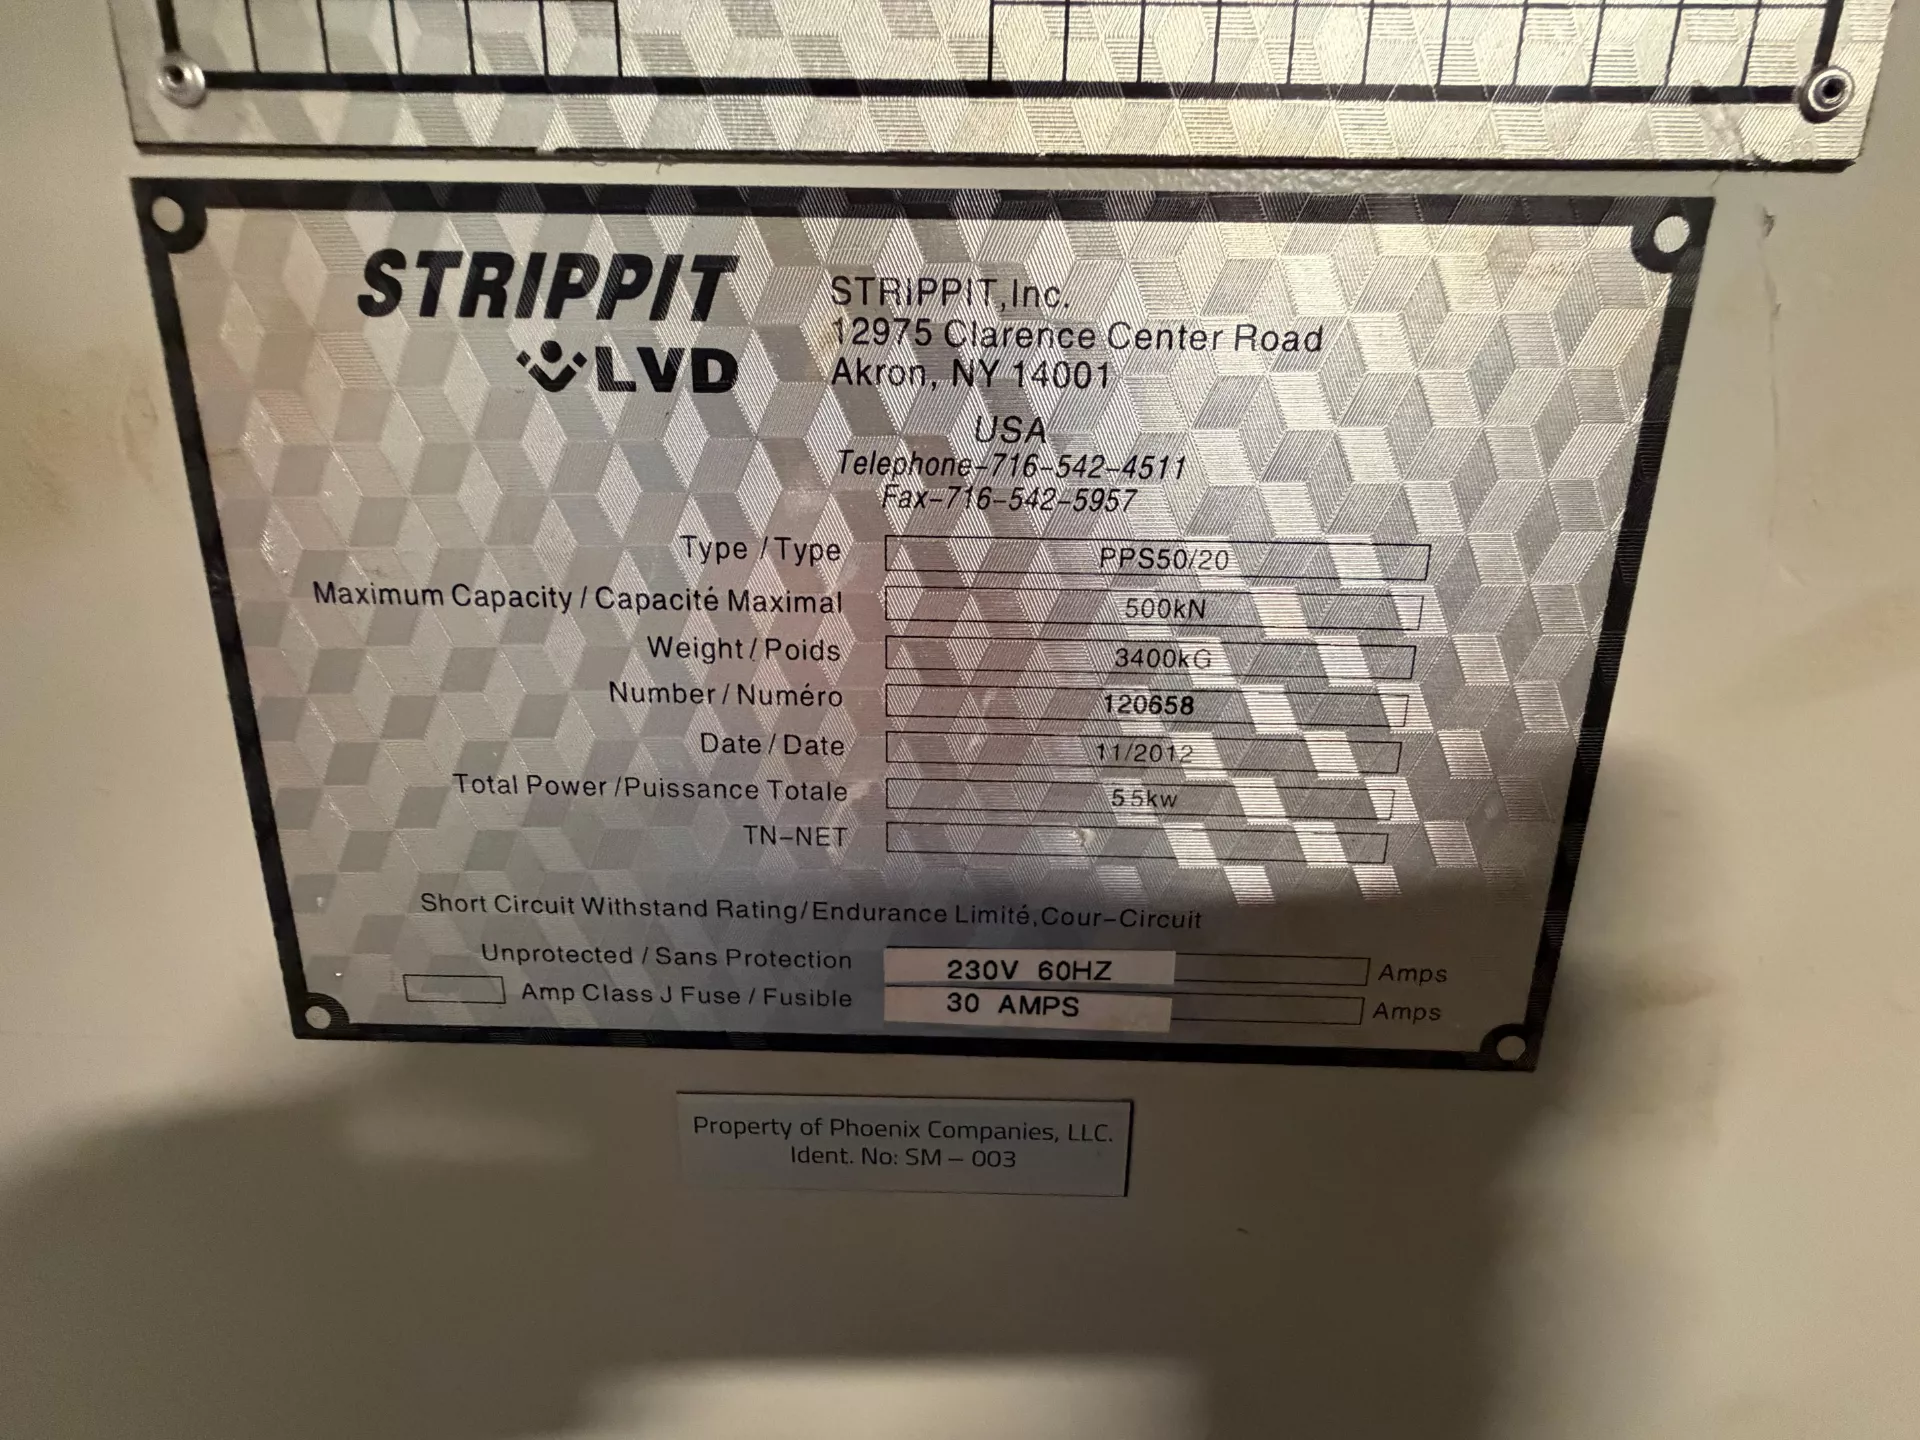 STRIPPIT
LVD
STRIPPIT,Inc.
12975 Clarence Center Road
Akron, NY 14001
USA
Telephone-716-542-4511
Fax-716-542-5957
Type / Type PPS50/20
Maximum Capacity / Capacité Maximal 500kN
Weight / Poids 3400kG
Number / Numéro 120658
Date / Date 11/2012
Total Power / Puissance Totale 5.5kw
TN-NET
Short Circuit Withstand Rating/Endurance Limité,Cour-Circuit
Unprotected / Sans Protection 230V 60HZ Amps
Amp Class J Fuse / Fusible 30 AMPS Amps
Property of Phoenix Companies, LLC.
Ident. No: SM – 003